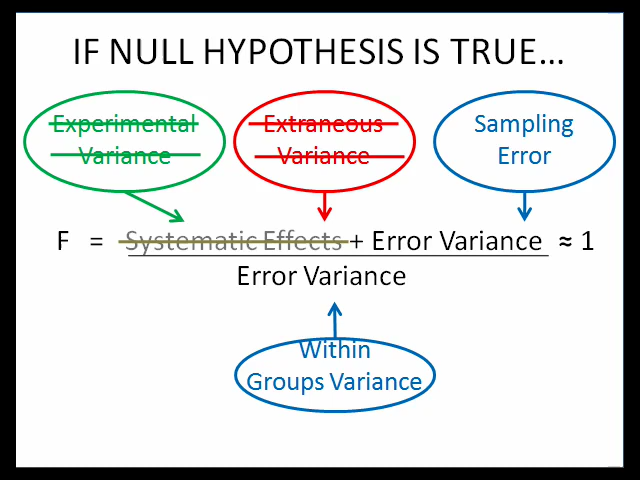 IF NULL HYPOTHESIS IS TRUE...
Experimental
Variance
Extraneous
Variance
Sampling
Error
F = Systematic Effects + Error Variance ≈ 1
Error Variance
Within
Groups Variance